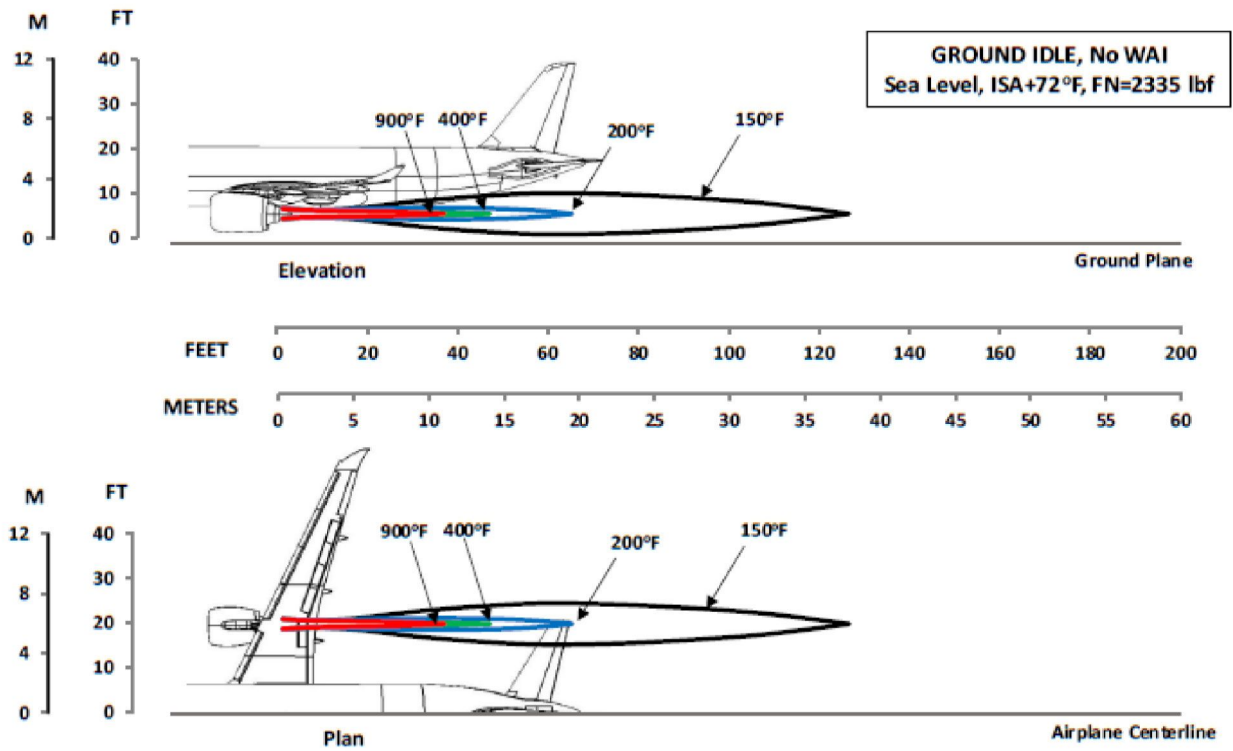 M FT
GROUND IDLE, No WAI
Sea Level, ISA+72°F, FN=2335 lbf
12 40
30
900°F 400°F 200°F 150°F
8
20
4
10
0 0
Elevation Ground Plane
FEET 0 20 40 60 80 100 120 140 160 180 200
METERS 0 5 10 15 20 25 30 35 40 45 50 55 60
M FT
12 40
900°F 400°F 200°F 150°F
8 30
20
4
10
0 0
Plan Airplane Centerline